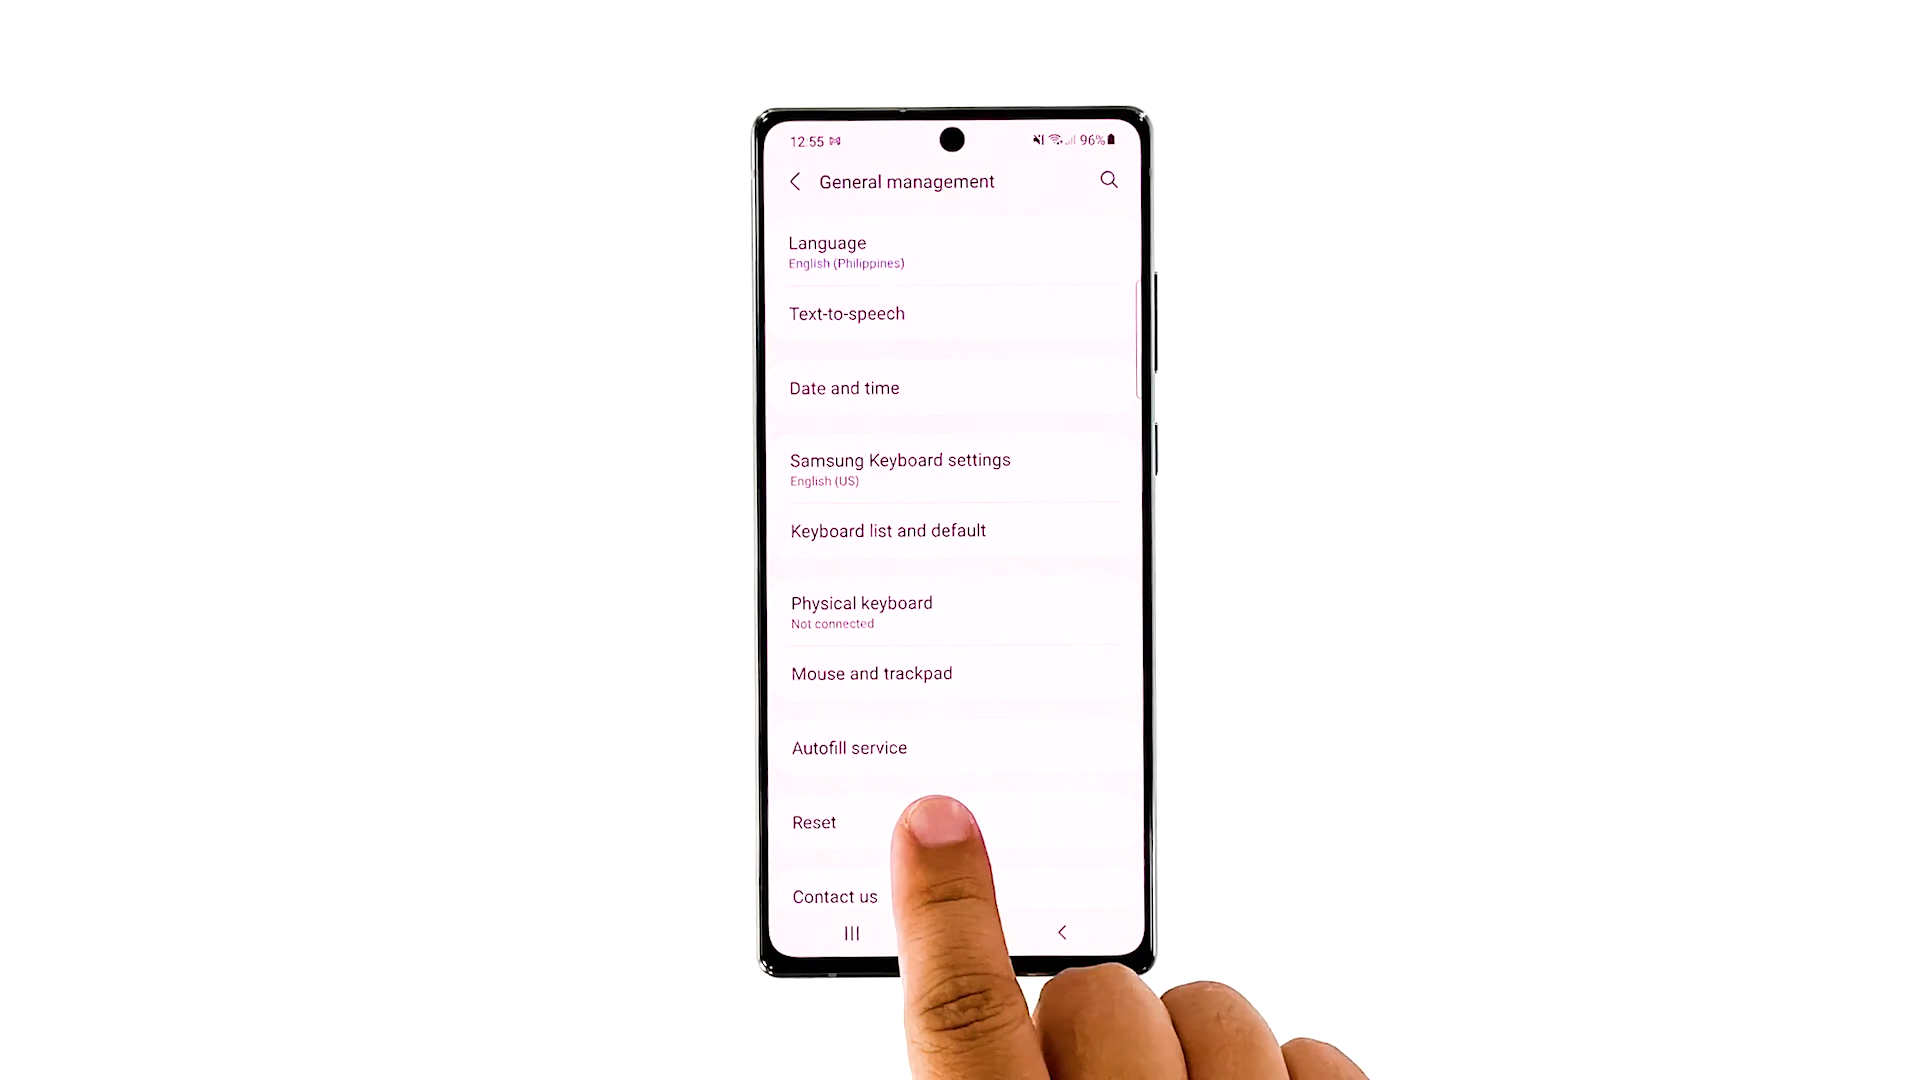 12:55
96%
General management
Language
English (Philippines)
Text-to-speech
Date and time
Samsung Keyboard settings
English (US)
Keyboard list and default
Physical keyboard
Not connected
Mouse and trackpad
Autofill service
Reset
Contact us